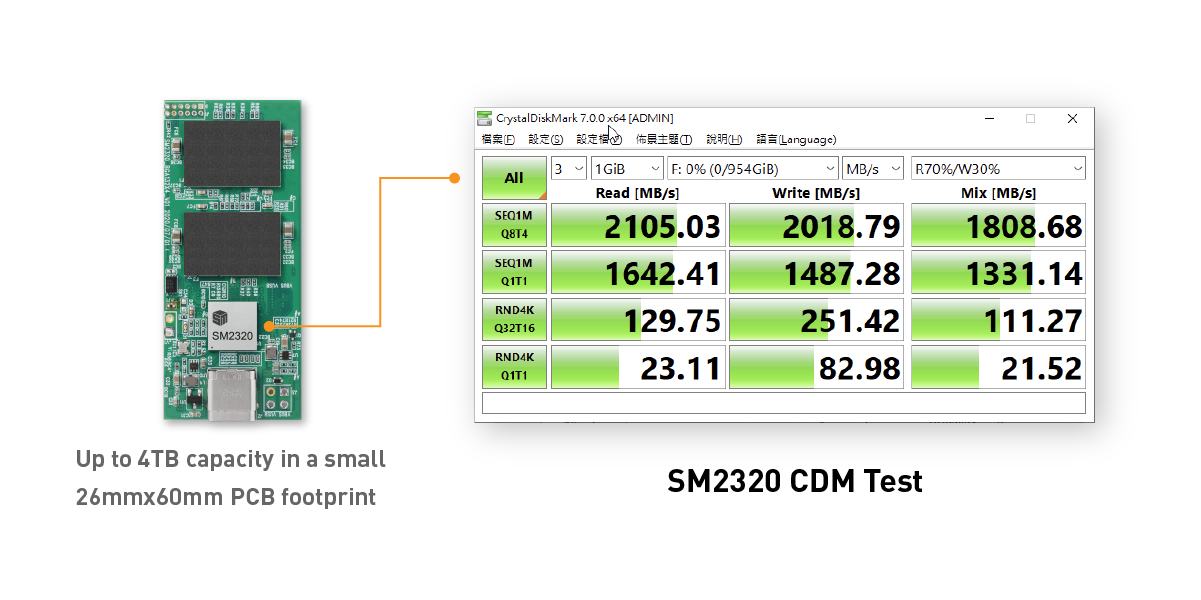 SM2320
Up to 4TB capacity in a small
26mmx60mm PCB footprint
CrystalDiskMark 7.0.0 x64 [ADMIN]
檔案(F) 設定(S) 設定檔(V) 佈景主題(T) 說明(H) 語言(Language)
All 3 1GiB F: 0% (0/954GiB) MB/s R70%/W30%
Read [MB/s] Write [MB/s] Mix [MB/s]
SEQ1M
Q8T4 2105.03 2018.79 1808.68
SEQ1M
Q1T1 1642.41 1487.28 1331.14
RND4K
Q32T16 129.75 251.42 111.27
RND4K
Q1T1 23.11 82.98 21.52
SM2320 CDM Test